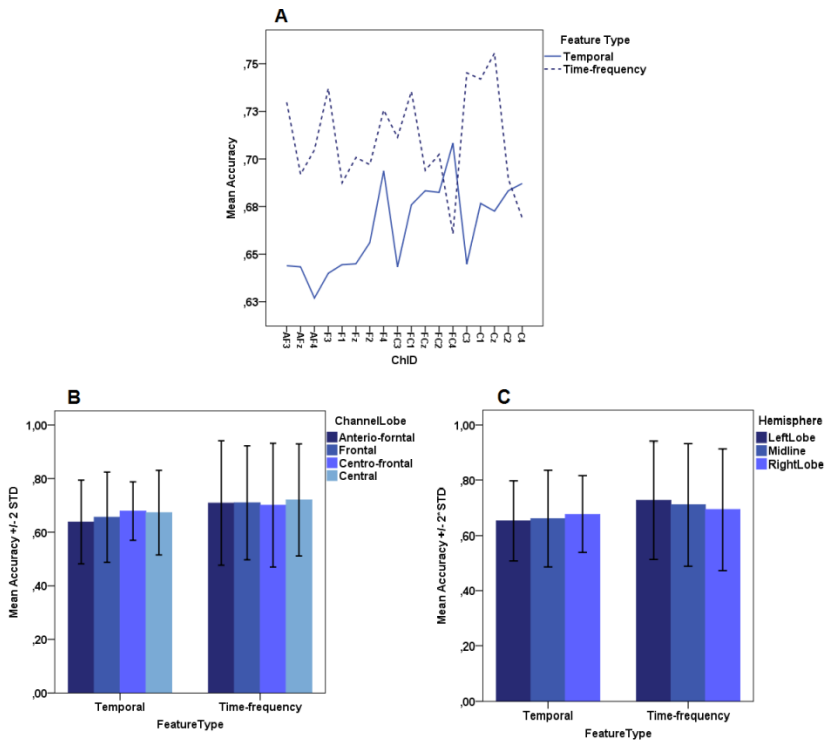 A
Feature Type
Temporal
Time-frequency
Mean Accuracy
,75
,73
,70
,68
,65
,63
AF3
AFz
AF4
F3
F1
Fz
F2
F4
FC3
FC1
FCz
FC2
FC4
C3
C1
Cz
C2
C4
ChID
B
ChannelLobe
Anterio-forntal
Frontal
Centro-frontal
Central
Mean Accuracy +/- 2 STD
1,00
,80
,60
,40
,20
,00
Temporal
Time-frequency
FeatureType
C
Hemisphere
LeftLobe
Midline
RightLobe
Mean Accuracy +/- 2*STD
1,00
,80
,60
,40
,20
,00
Temporal
Time-frequency
FeatureType